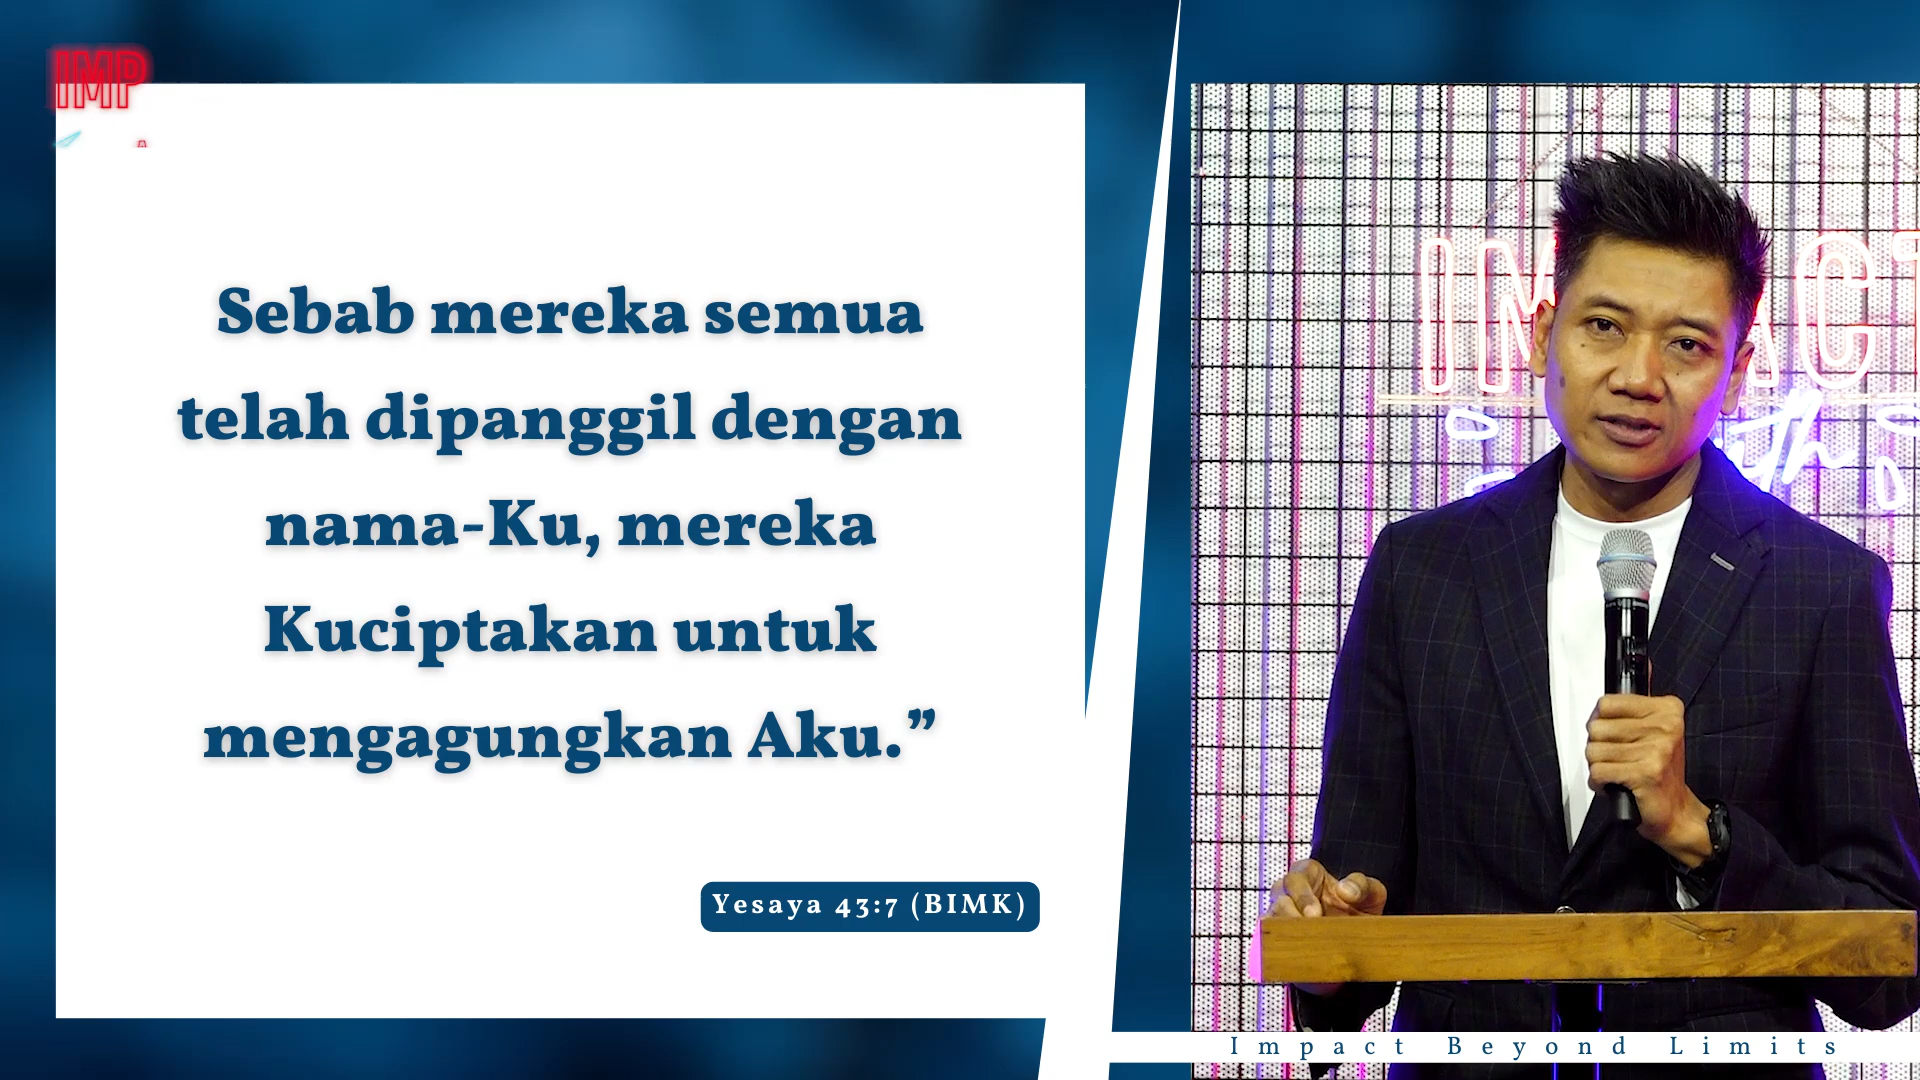 IMP
Sebab mereka semua
telah dipanggil dengan
nama-Ku, mereka
Kuciptakan untuk
mengagungkan Aku.”
Yesaya 43:7 (BIMK)
Impact Beyond Limits